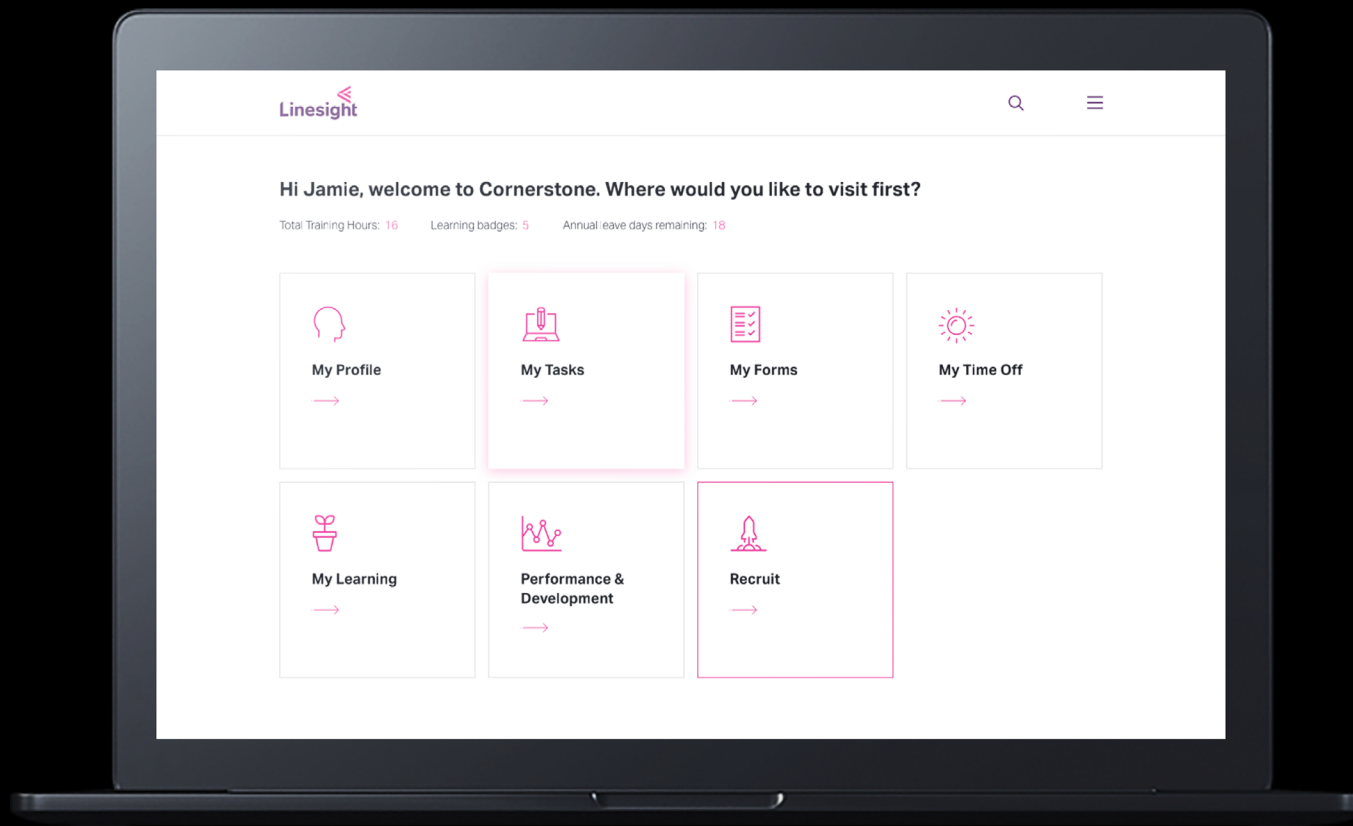 Linesight
Hi Jamie, welcome to Cornerstone. Where would you like to visit first?
Total Training Hours: 16 Learning badges: 5 Annual leave days remaining: 18
My Profile
My Tasks
My Forms
My Time Off
My Learning
Performance &
Development
Recruit